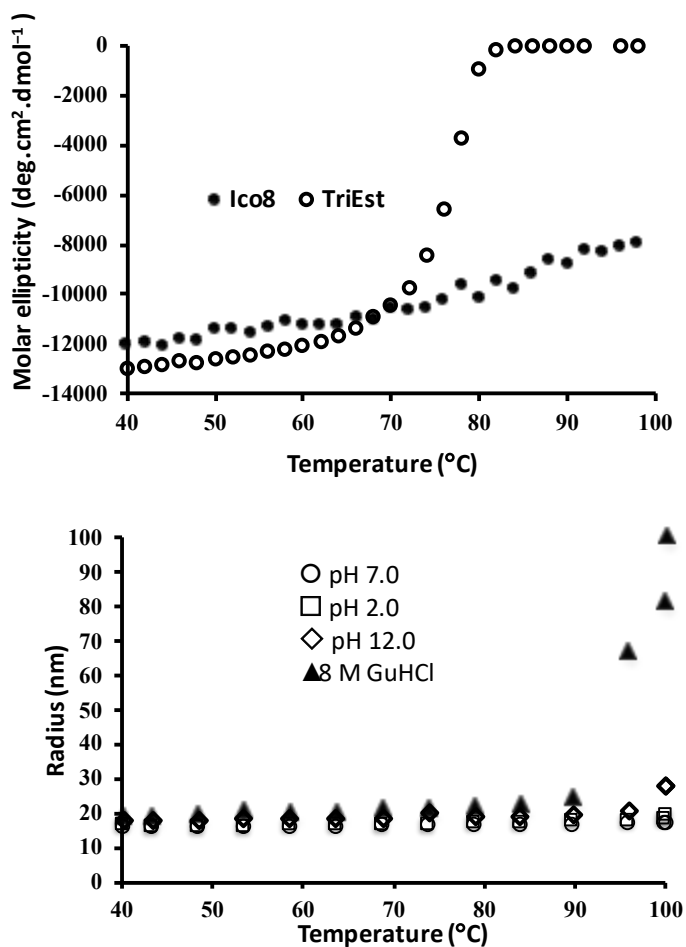 0
-2000
-4000
-6000
-8000
-10000
-12000
-14000
Molar ellipticity (deg.cm².dmol⁻¹)
Ico8 TriEst
40 50 60 70 80 90 100
Temperature (°C)
100
90
80
70
60
50
40
30
20
10
0
Radius (nm)
pH 7.0
pH 2.0
pH 12.0
8 M GuHCl
40 50 60 70 80 90 100
Temperature (°C)